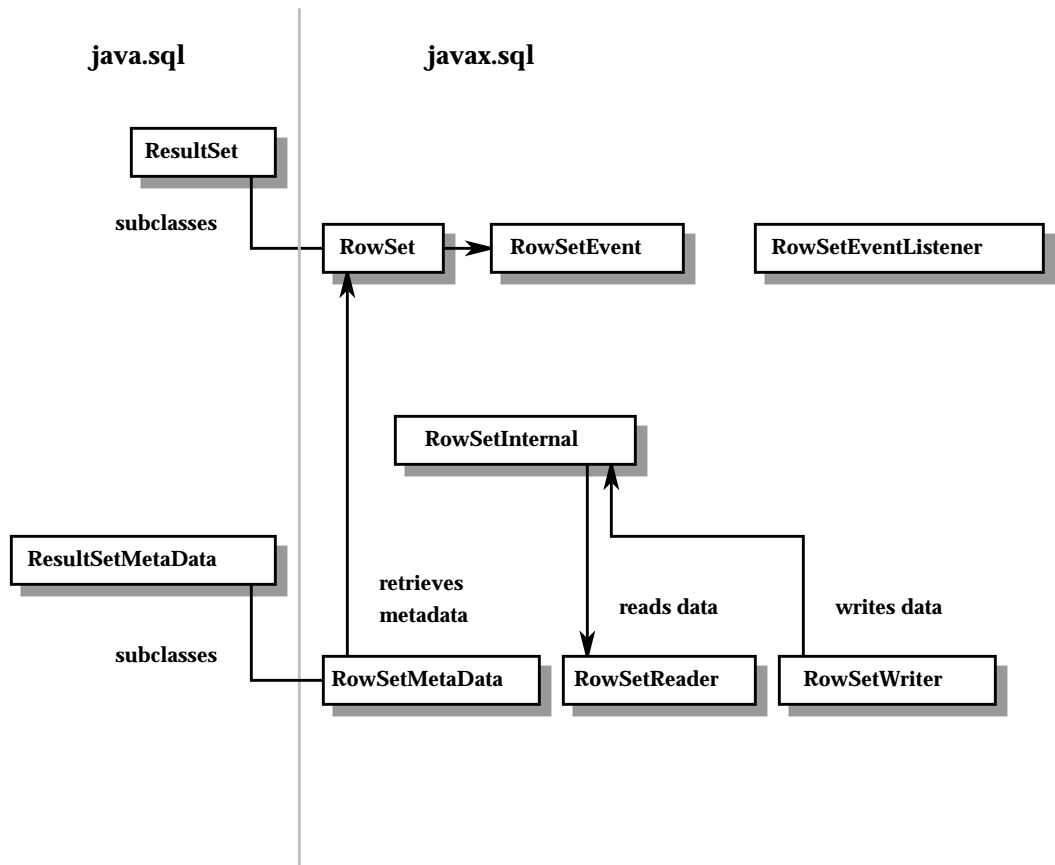 java.sql
javax.sql
ResultSet
subclasses
RowSet
RowSetEvent
RowSetEventListener
RowSetInternal
ResultSetMetaData
retrieves
metadata
reads data
writes data
subclasses
RowSetMetaData
RowSetReader
RowSetWriter